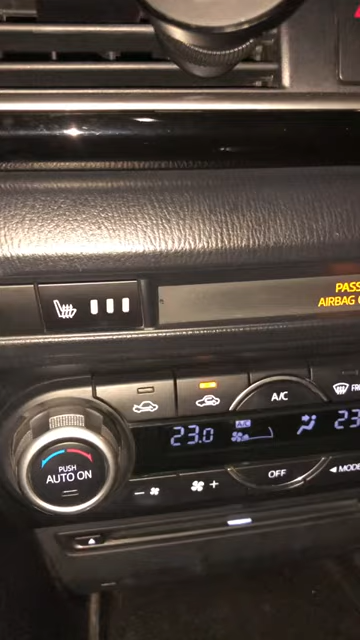 PASS
AIRBAG
A/C
23.0
A/C
23
PUSH
AUTO ON
− +
OFF
MODE